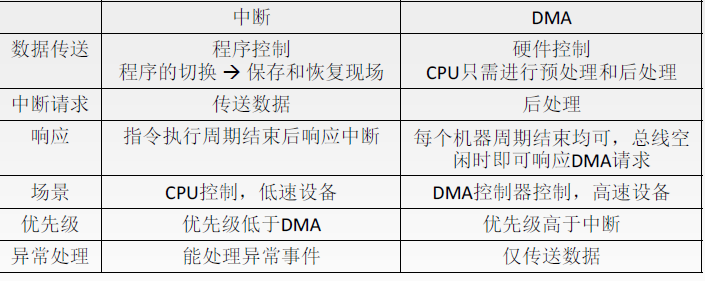 中断 DMA
数据传送 程序控制 硬件控制
程序的切换 → 保存和恢复现场 CPU只需进行预处理和后处理
中断请求 传送数据 后处理
响应 指令执行周期结束后响应中断 每个机器周期结束均可，总线空
闲时即可响应DMA请求
场景 CPU控制，低速设备 DMA控制器控制，高速设备
优先级 优先级低于DMA 优先级高于中断
异常处理 能处理异常事件 仅传送数据